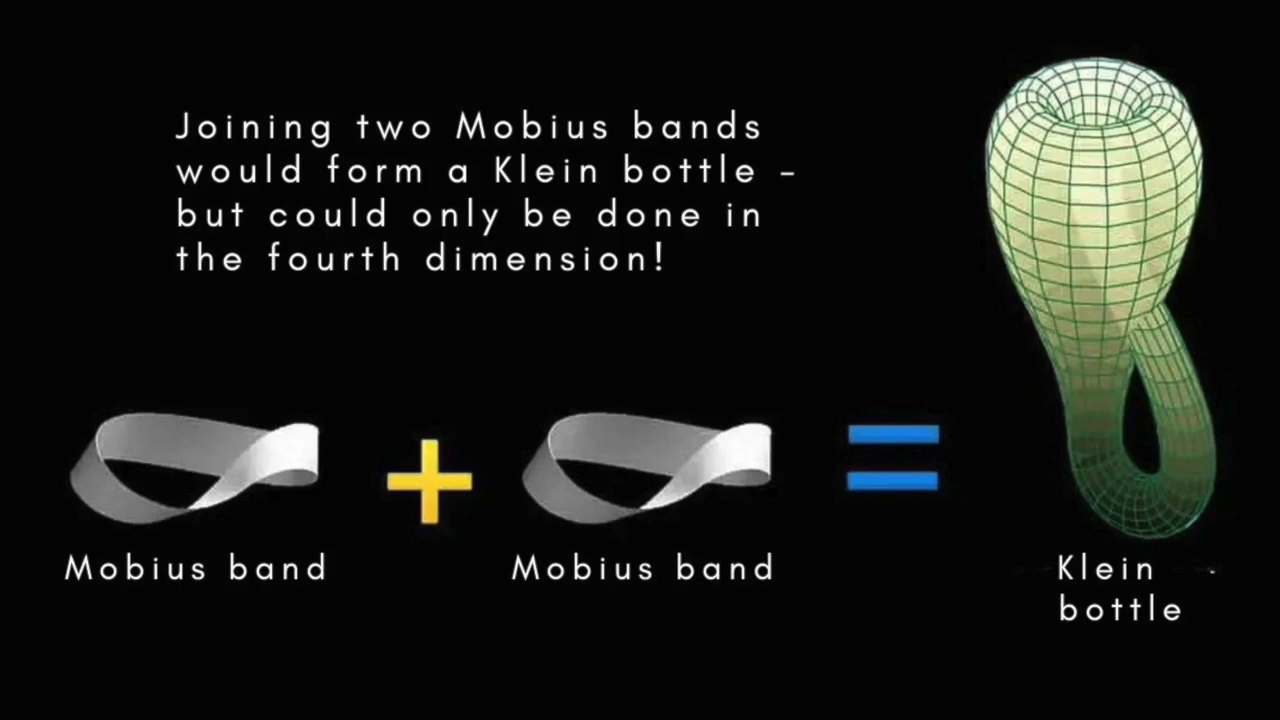 Joining two Mobius bands
would form a Klein bottle -
but could only be done in
the fourth dimension!
Mobius band
Mobius band
Klein
bottle